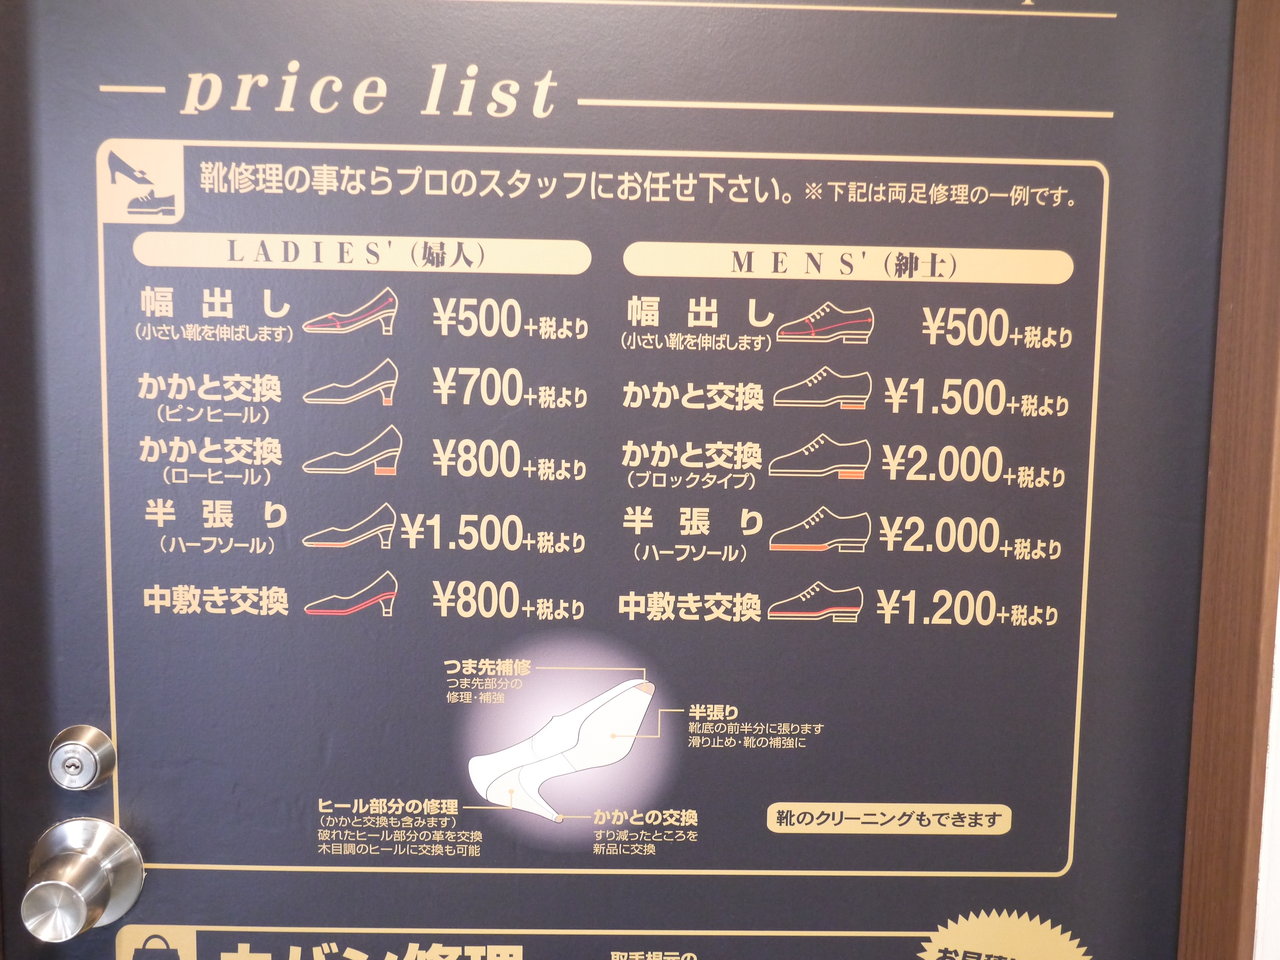 price list
靴修理の事ならプロのスタッフにお任せ下さい。※下記は両足修理の一例です。
LADIES'(婦人)
幅出し
(小さい靴を伸ばします)
¥500+税より
かかと交換
(ピンヒール)
¥700+税より
かかと交換
(ローヒール)
¥800+税より
半張り
(ハーフソール)
¥1.500+税より
中敷き交換
¥800+税より
MENS'(紳士)
幅出し
(小さい靴を伸ばします)
¥500+税より
かかと交換
¥1.500+税より
かかと交換
(ブロックタイプ)
¥2.000+税より
半張り
(ハーフソール)
¥2.000+税より
中敷き交換
¥1.200+税より
つま先補修
つま先部分の
修理・補強
半張り
靴底の前半分に張ります
滑り止め・靴の補強に
ヒール部分の修理
(かかと交換も含みます)
破れたヒール部分の革を交換
木目調のヒールに交換も可能
かかとの交換
すり減ったところを
新品に交換
靴のクリーニングもできます
カバン修理